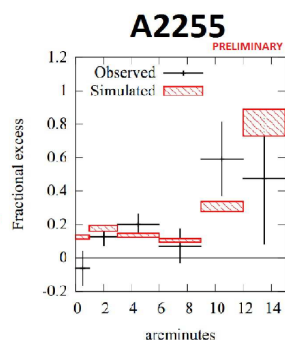 A2255
PRELIMINARY
1.2
1
0.8
0.6
0.4
0.2
0
-0.2
Fractional excess
Observed
Simulated
0 2 4 6 8 10 12 14
arcminutes